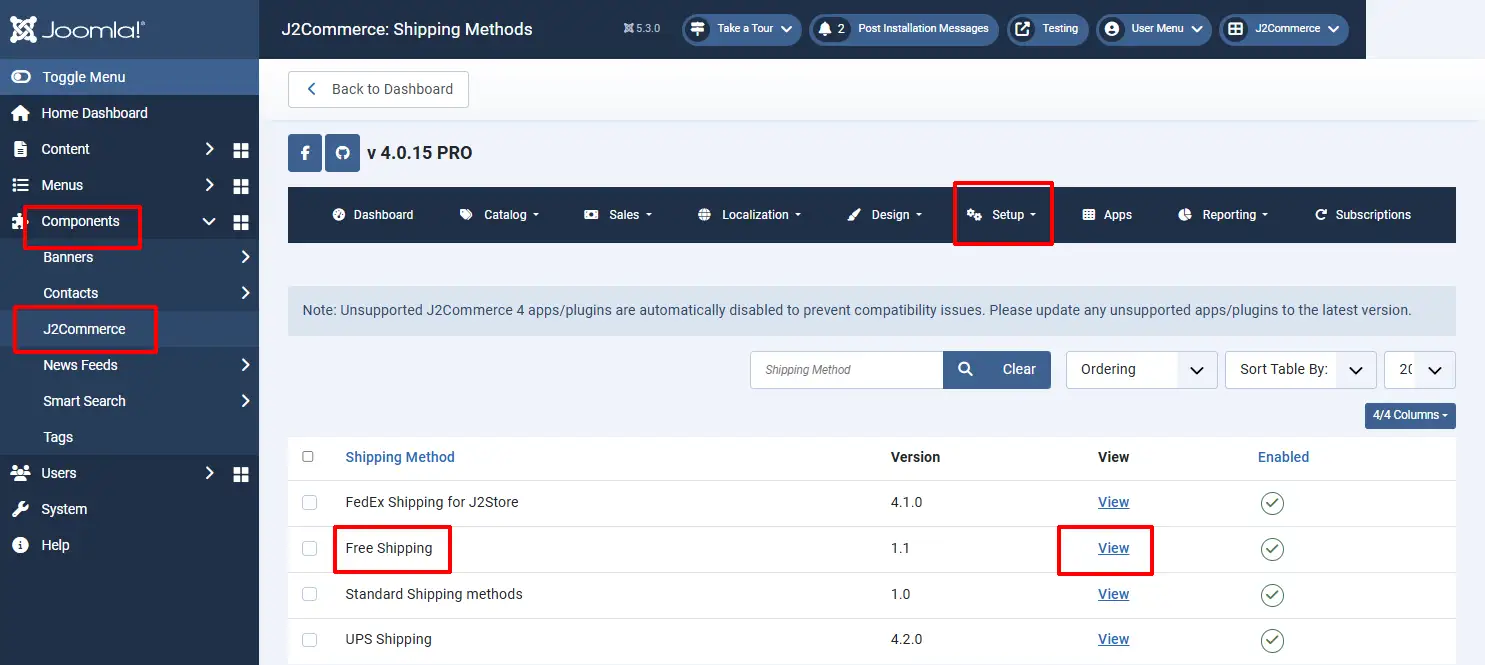 Joomla!
J2Commerce: Shipping Methods
5.3.0
Take a Tour
2 Post Installation Messages
Testing
User Menu
J2Commerce
Toggle Menu
Home Dashboard
Content
Menus
Components
Banners
Contacts
J2Commerce
News Feeds
Smart Search
Tags
Users
System
Help
Back to Dashboard
v 4.0.15 PRO
Dashboard Catalog Sales Localization Design Setup Apps Reporting Subscriptions
Note: Unsupported J2Commerce 4 apps/plugins are automatically disabled to prevent compatibility issues. Please update any unsupported apps/plugins to the latest version.
Shipping Method Clear Ordering Sort Table By: 20
4/4 Columns
Shipping Method Version View Enabled
FedEx Shipping for J2Store 4.1.0 View
Free Shipping 1.1 View
Standard Shipping methods 1.0 View
UPS Shipping 4.2.0 View